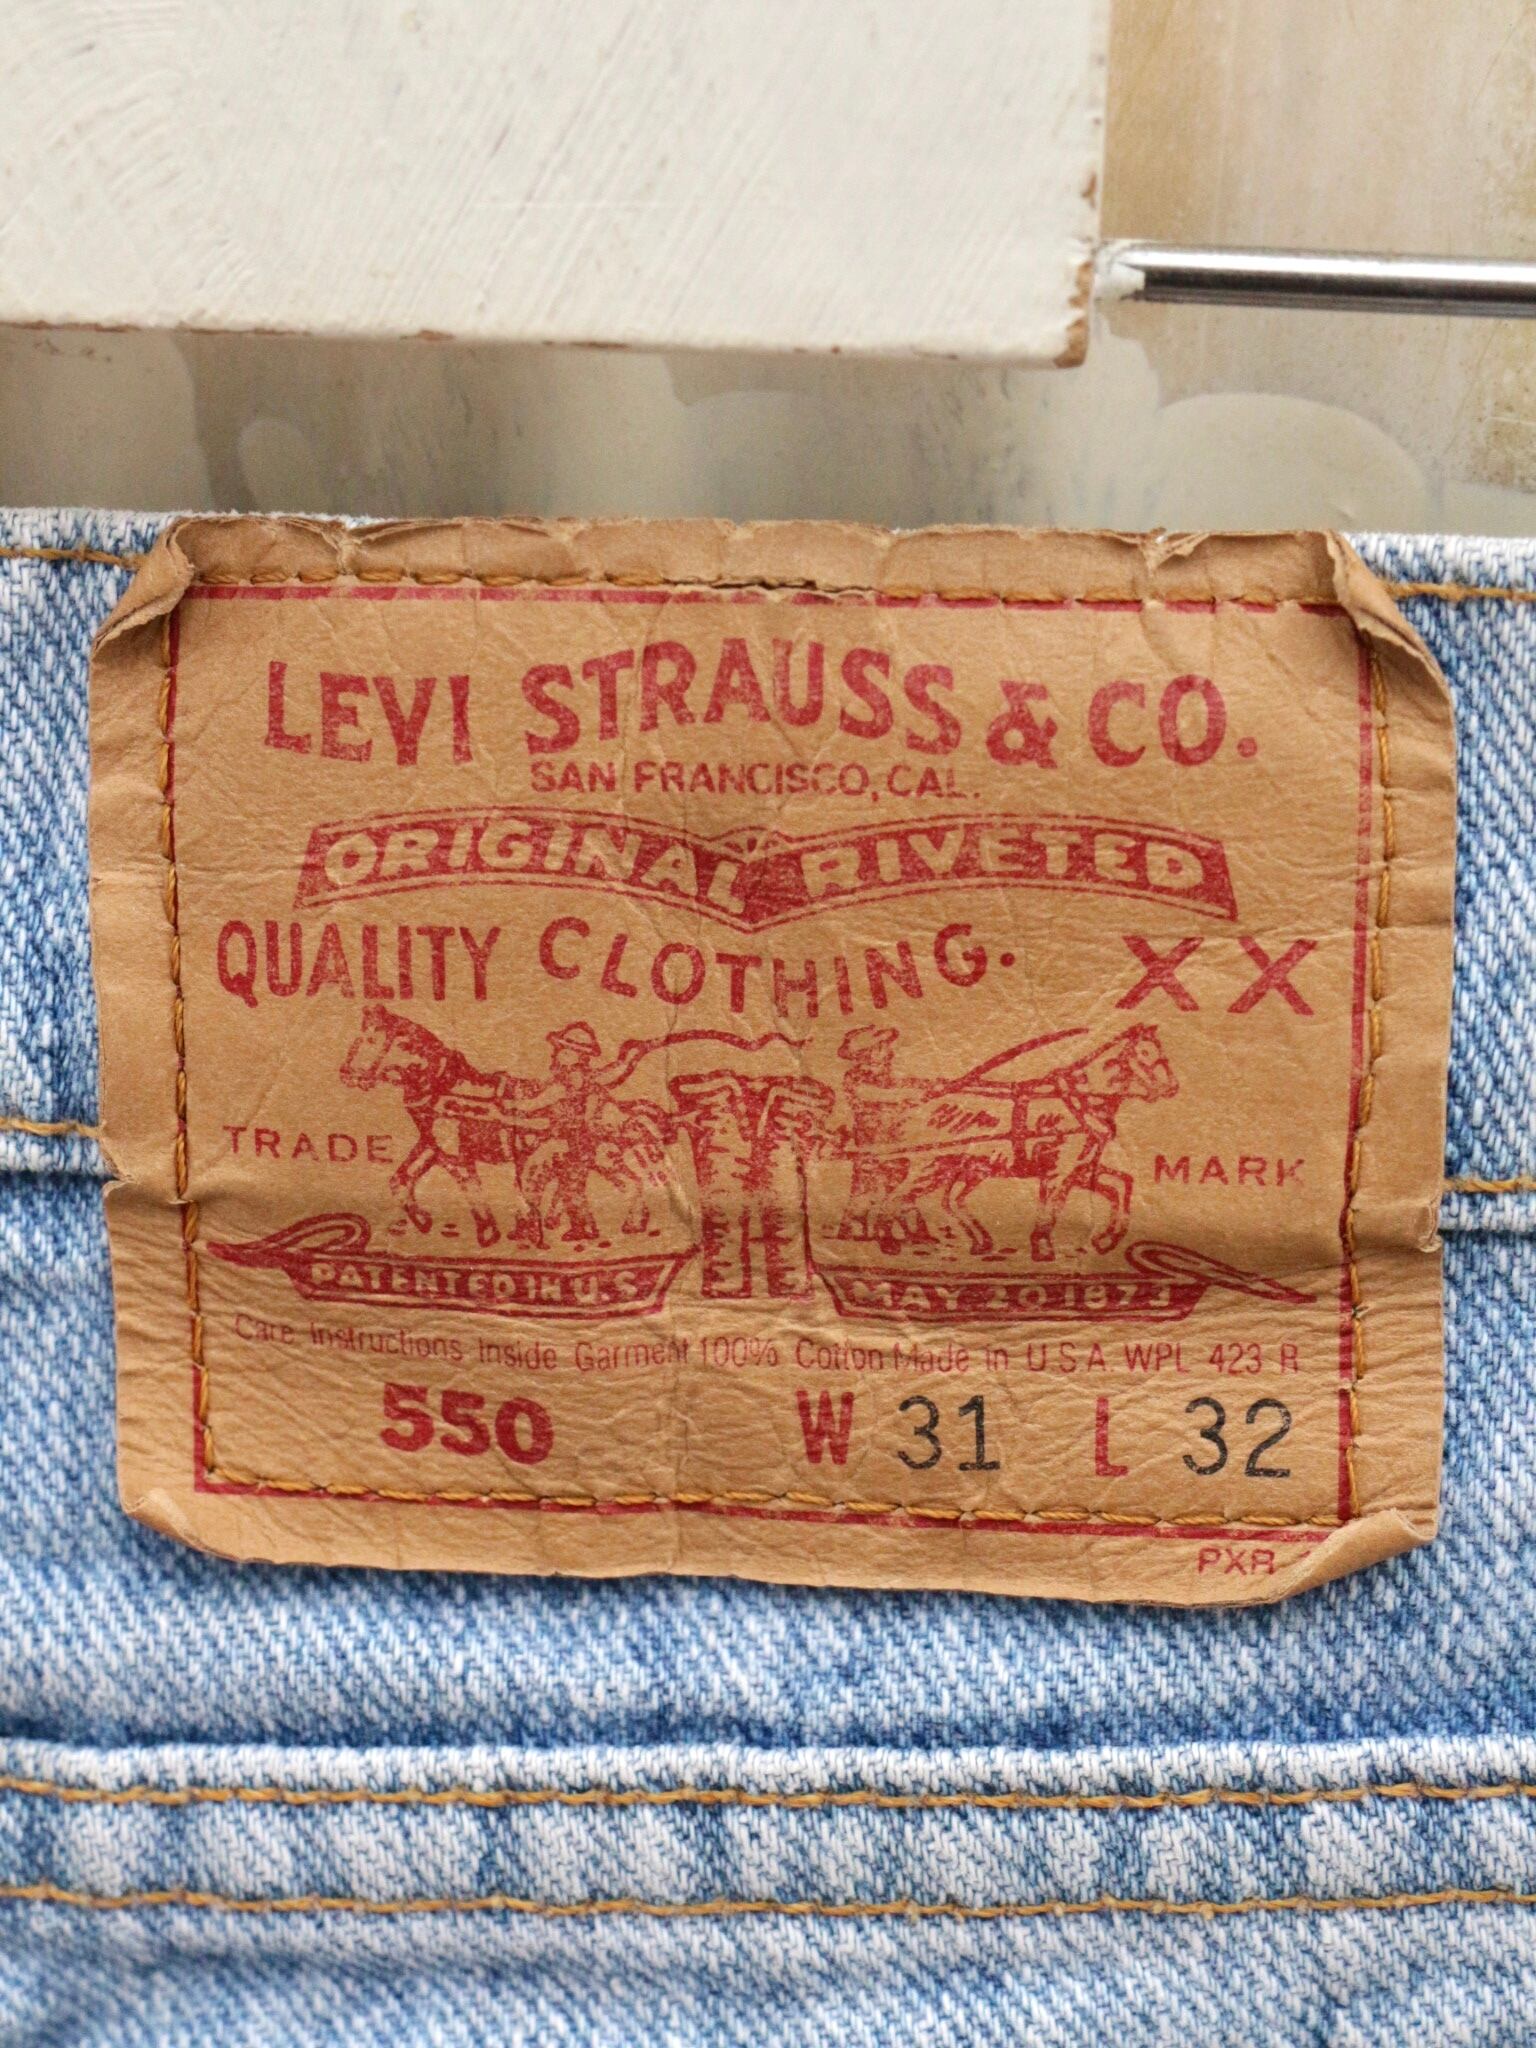 LEVI STRAUSS & CO.
SAN FRANCISCO, CAL.
ORIGINAL RIVETED
QUALITY CLOTHING. XX
TRADE MARK
PATENTED IN U.S. MAY 20 1873
Care Instructions Inside Garment 100% Cotton Made in U.S.A. WPL 423 R
550 W 31 L 32
PXR